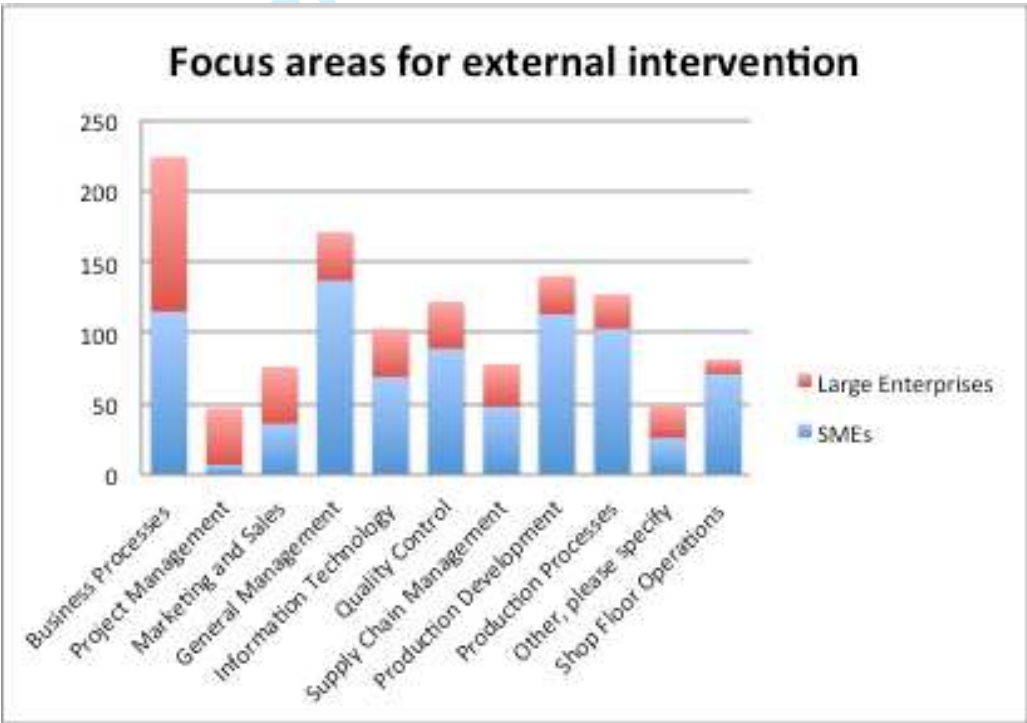 Focus areas for external intervention
250
200
150
100
50
0
Large Enterprises
SMEs
Business Processes
Project Management
Marketing and Sales
General Management
Information Technology
Quality Control
Supply Chain Management
Production Development
Production Processes
Other, please specify
Shop Floor Operations